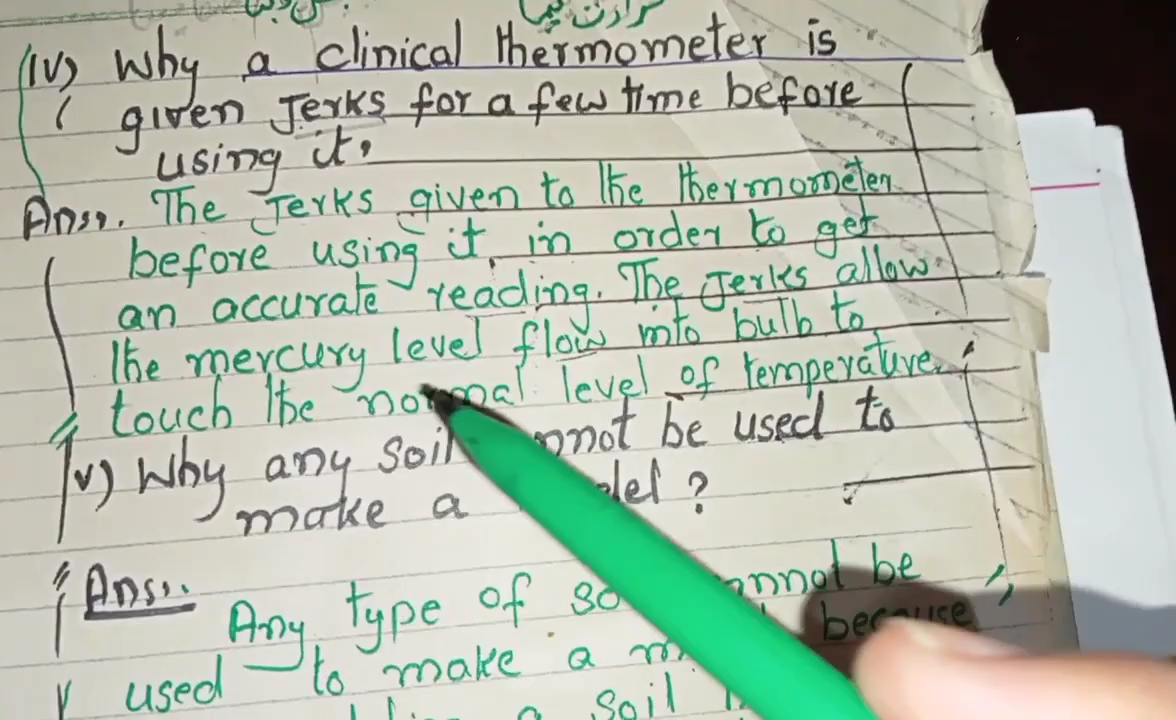 (iv) Why a clinical thermometer is
given Jerks for a few time before
using it.
Ans:. The Jerks given to the thermometer
before using it, in order to get
an accurate reading. The Jerks allow
the mercury level flow into bulb to
touch the normal level of temperature.
(v) Why any soil cannot be used to
make a ? 
Ans:.
Any type of cannot be
used to make a because
a soil